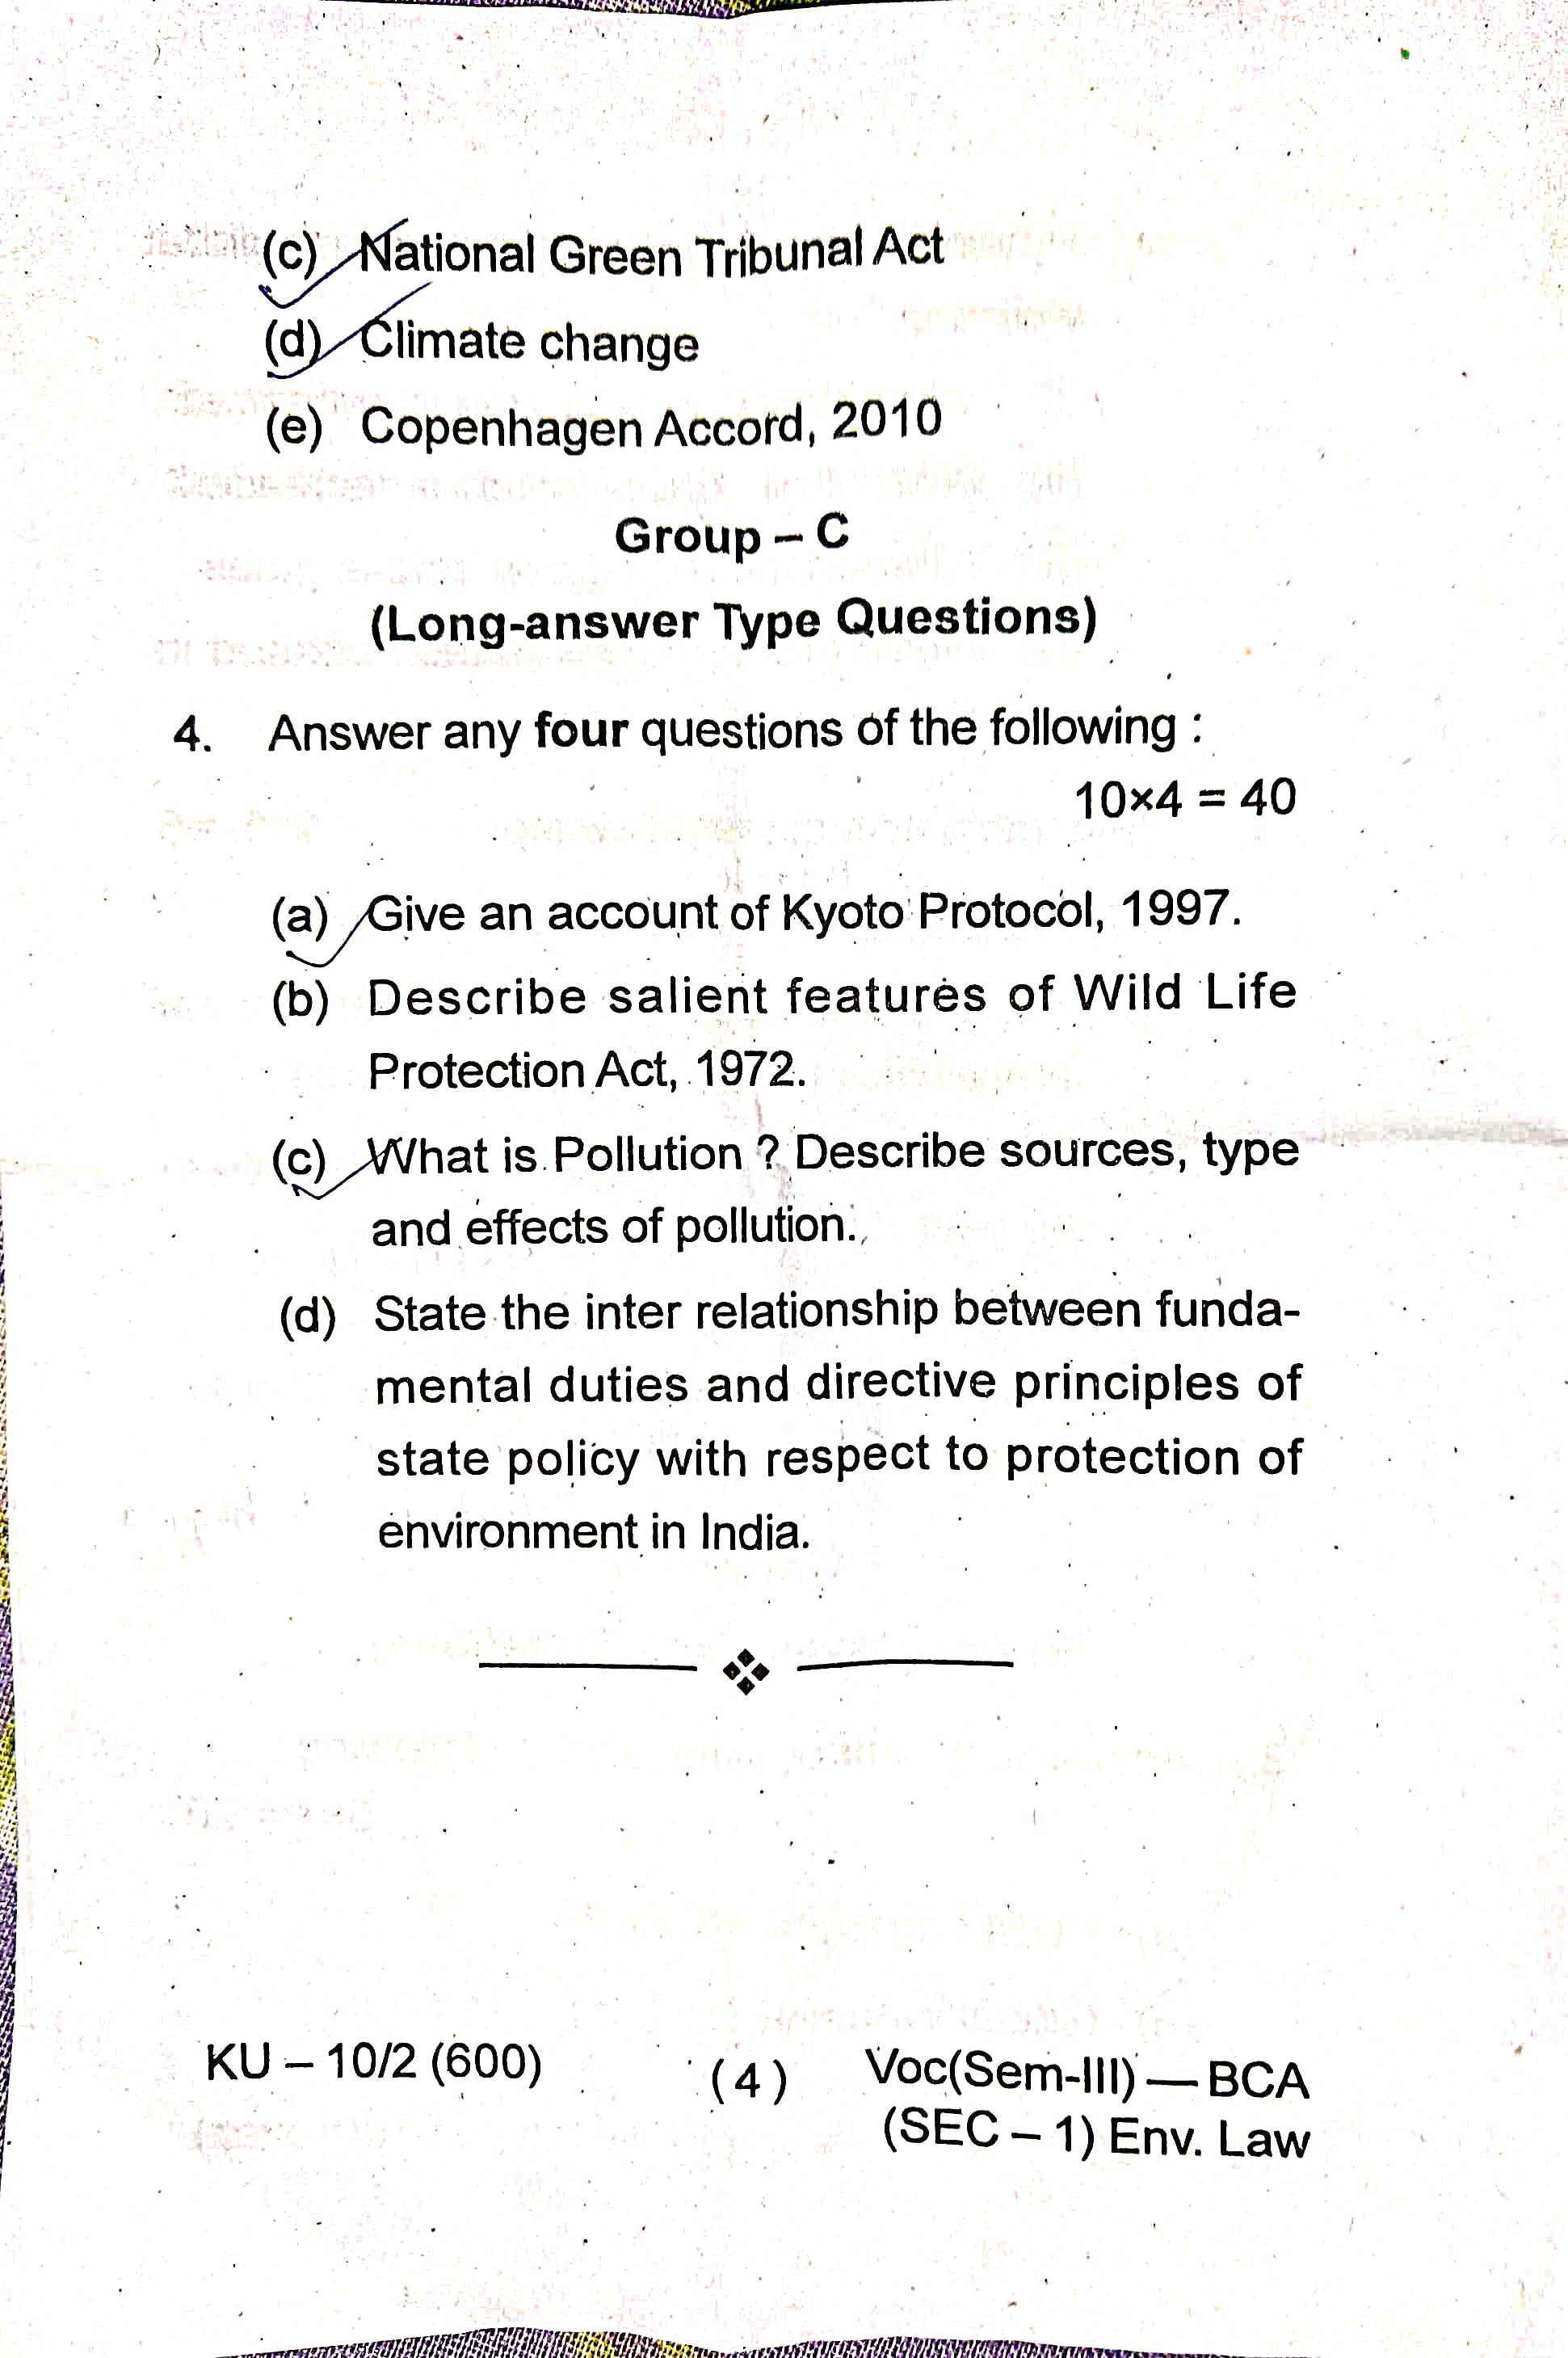 (c) National Green Tribunal Act
(d) Climate change
(e) Copenhagen Accord, 2010
Group – C
(Long-answer Type Questions)
4. Answer any four questions of the following :
10×4 = 40
(a) Give an account of Kyoto Protocol, 1997.
(b) Describe salient features of Wild Life
Protection Act, 1972.
(c) What is Pollution ? Describe sources, type
and effects of pollution.
(d) State the inter relationship between funda-
mental duties and directive principles of
state policy with respect to protection of
environment in India.
KU – 10/2 (600) (4) Voc(Sem-III) — BCA
(SEC – 1) Env. Law